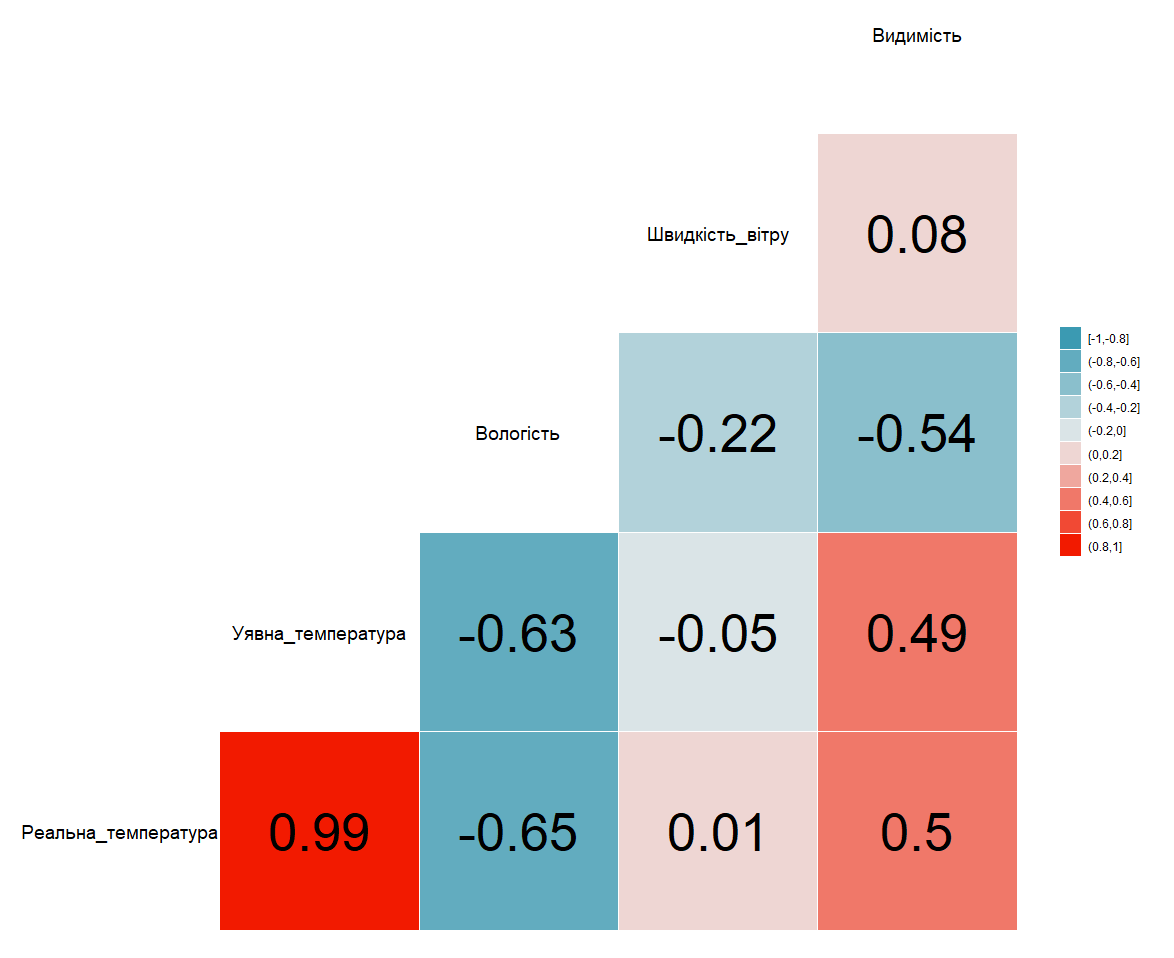 Видимість
Швидкість_вітру 0.08
Вологість -0.22 -0.54
Уявна_температура -0.63 -0.05 0.49
Реальна_температура 0.99 -0.65 0.01 0.5
[-1,-0.8]
(-0.8,-0.6]
(-0.6,-0.4]
(-0.4,-0.2]
(-0.2,0]
(0,0.2]
(0.2,0.4]
(0.4,0.6]
(0.6,0.8]
(0.8,1]